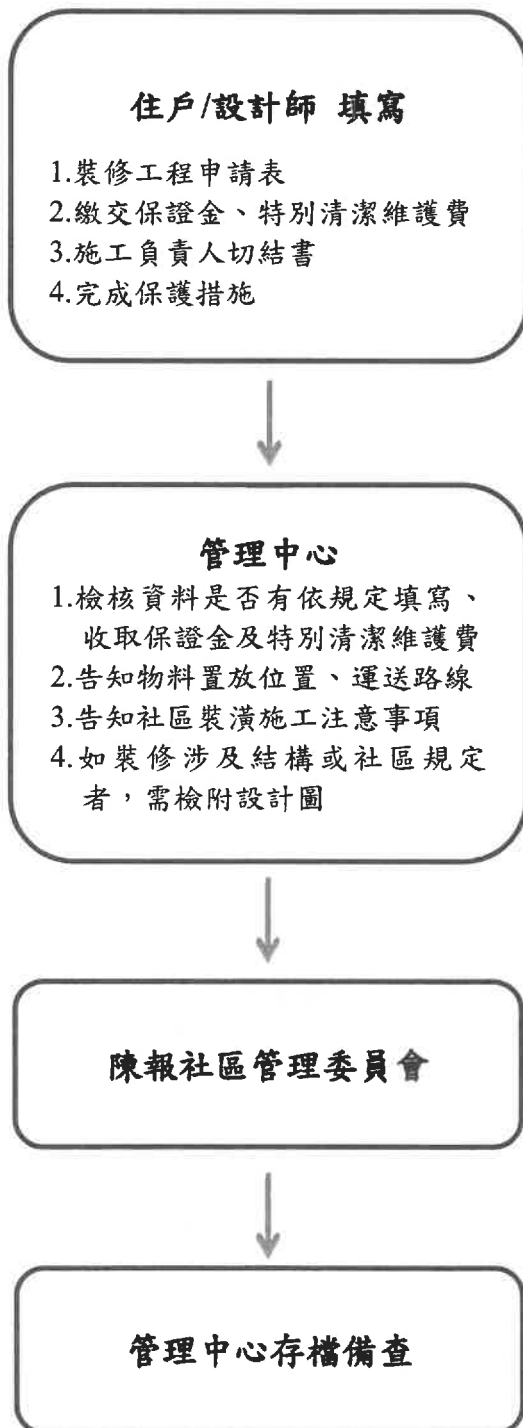 住戶/設計師 填寫
1.裝修工程申請表
2.繳交保證金、特別清潔維護費
3.施工負責人切結書
4.完成保護措施
管理中心
1.檢核資料是否有依規定填寫、
收取保證金及特別清潔維護費
2.告知物料置放位置、運送路線
3.告知社區裝潢施工注意事項
4.如裝修涉及結構或社區規定
者，需檢附設計圖
陳報社區管理委員會
管理中心存檔備查